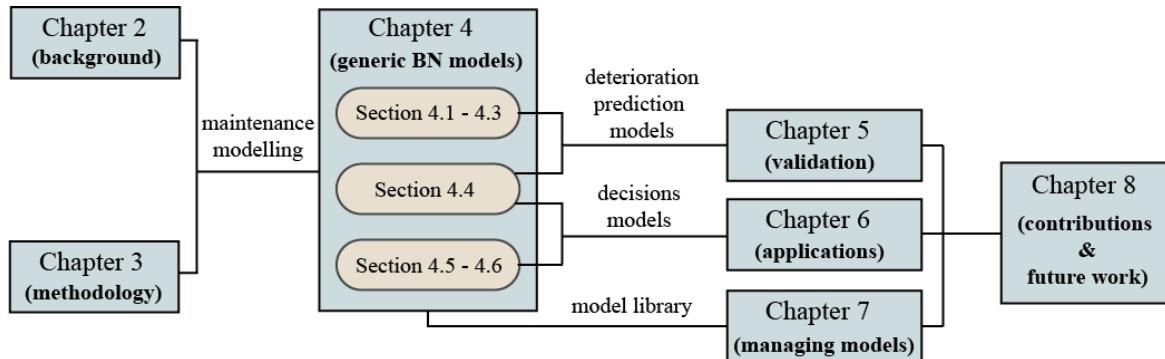 Chapter 2
(background)
Chapter 3
(methodology)
maintenance
modelling
Chapter 4
(generic BN models)
Section 4.1 - 4.3
Section 4.4
Section 4.5 - 4.6
deterioration
prediction
models
decisions
models
model library
Chapter 5
(validation)
Chapter 6
(applications)
Chapter 7
(managing models)
Chapter 8
(contributions
&
future work)